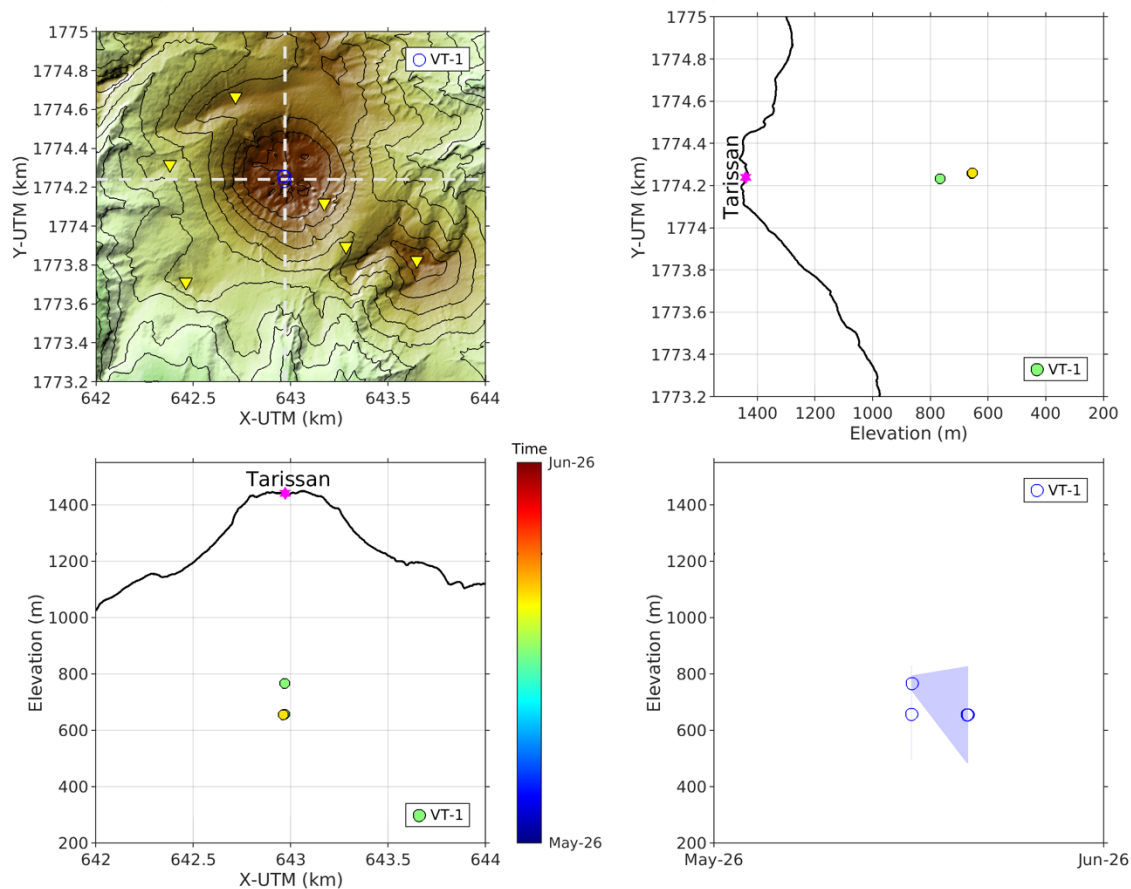 1775
1774.8
1774.6
1774.4
1774.2
1774
1773.8
1773.6
1773.4
1773.2
Y-UTM (km)
VT-1
642
642.5
643
643.5
644
X-UTM (km)
1775
1774.8
1774.6
1774.4
1774.2
1774
1773.8
1773.6
1773.4
1773.2
Y-UTM (km)
Tarissan
VT-1
1400
1200
1000
800
600
400
200
Elevation (m)
1400
1200
1000
800
600
400
200
Elevation (m)
Tarissan
VT-1
642
642.5
643
643.5
644
X-UTM (km)
Time
Jun-26
May-26
1400
1200
1000
800
600
400
200
Elevation (m)
VT-1
May-26
Jun-26